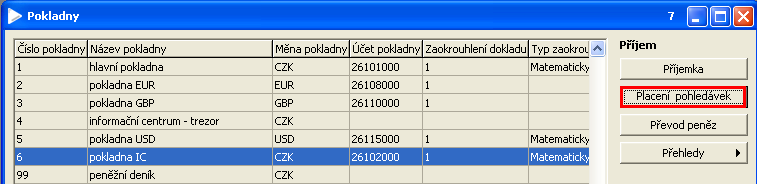 Pokladny 7
Číslo pokladny Název pokladny Měna pokladny Účet pokladny Zaokrouhlení dokladu Typ zaokrou
1 hlavní pokladna CZK 26101000 1 Matematicky
2 pokladna EUR EUR 26108000 1
3 pokladna GBP GBP 26110000 1
4 informační centrum - trezor CZK
5 pokladna USD USD 26115000 1 Matematicky
6 pokladna IC CZK 26102000 1 Matematicky
99 peněžní deník CZK
Příjem
Příjemka
Placení pohledávek
Převod peněz
Přehledy